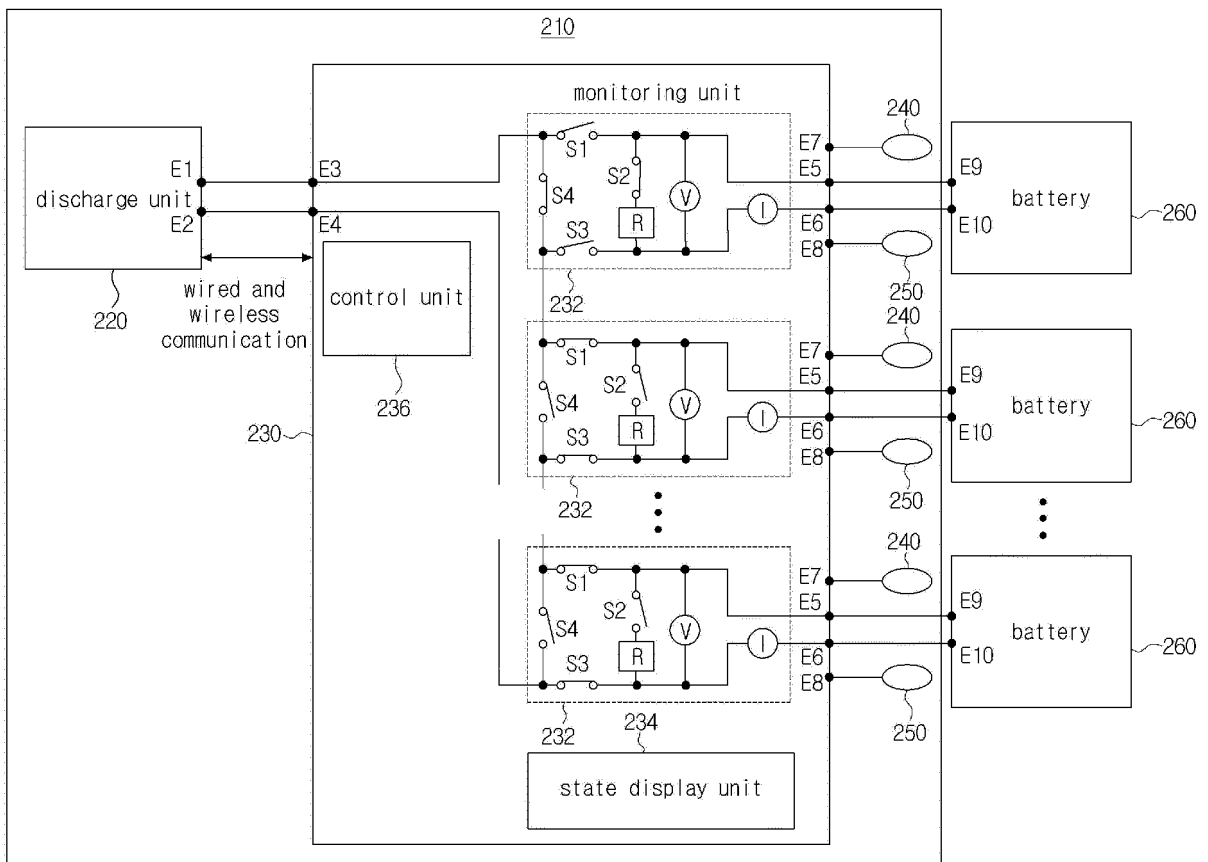 210
monitoring unit
discharge unit
E1
E2
E3
E4
220
wired and
wireless
communication
control unit
236
230
S1
S2
S4
S3
R
V
I
232
E7
E5
E6
E8
240
250
E9
E10
battery
260
S1
S2
S4
S3
R
V
I
232
E7
E5
E6
E8
240
250
E9
E10
battery
260
S1
S2
S4
S3
R
V
I
232
E7
E5
E6
E8
240
250
E9
E10
battery
260
234
state display unit